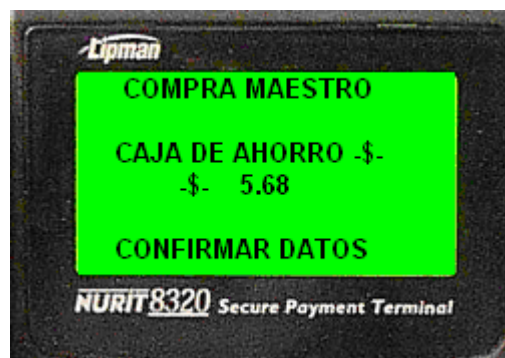 Lipman
COMPRA MAESTRO
CAJA DE AHORRO -$-
-$- 5.68
CONFIRMAR DATOS
NURIT 8320 Secure Payment Terminal